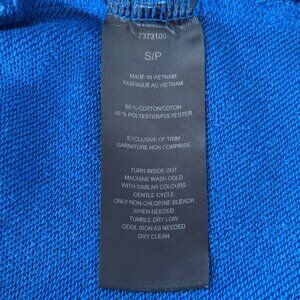 7373100
S/P
MADE IN VIETNAM
FABRIQUÉ AU VIETNAM
60 % COTTON/COTON
40 % POLYESTER/POLYESTER
EXCLUSIVE OF TRIM
GARNITURE NON COMPRISE
TURN INSIDE OUT
MACHINE WASH COLD
WITH SIMILAR COLOURS
GENTLE CYCLE
ONLY NON-CHLORINE BLEACH
WHEN NEEDED
TUMBLE DRY LOW
COOL IRON AS NEEDED
DRY CLEAN